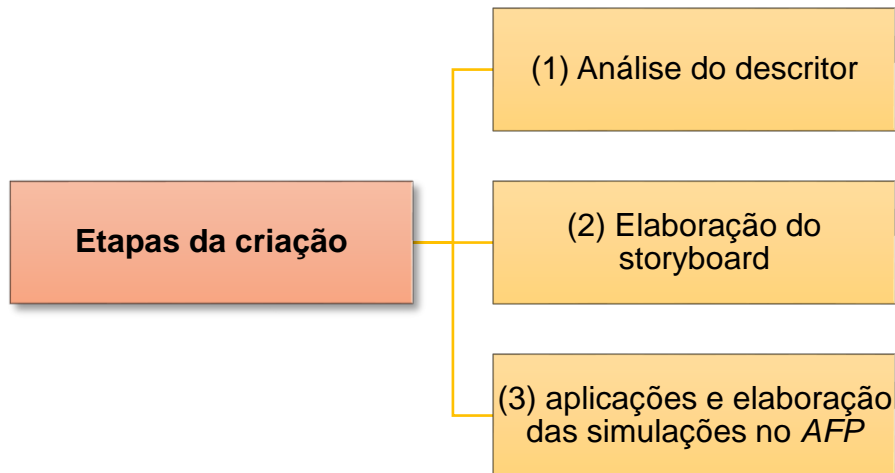 (1) Análise do descritor
Etapas da criação
(2) Elaboração do
storyboard
(3) aplicações e elaboração
das simulações no AFP